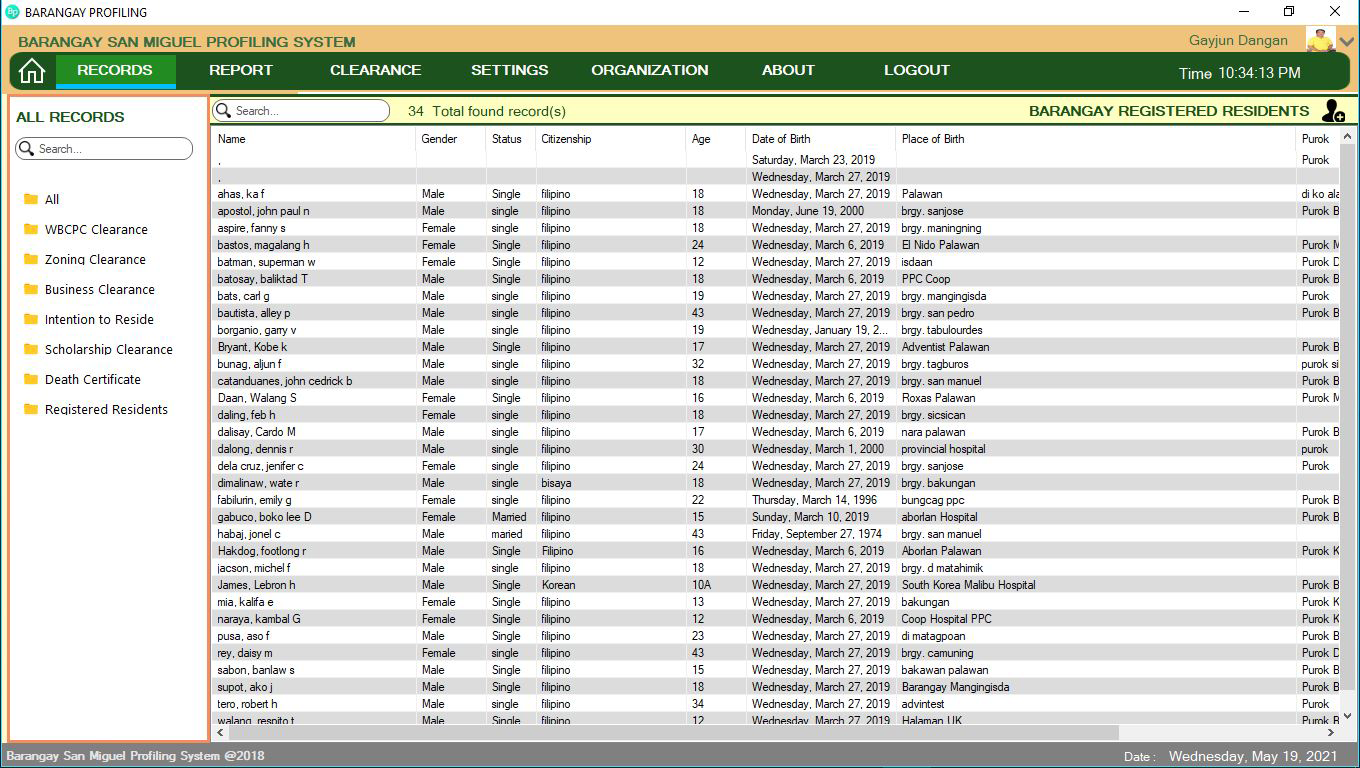 BARANGAY PROFILING
BARANGAY SAN MIGUEL PROFILING SYSTEM
Gayjun Dangan
RECORDS REPORT CLEARANCE SETTINGS ORGANIZATION ABOUT LOGOUT Time 10:34:13 PM
ALL RECORDS
Search...
All
WBCPC Clearance
Zoning Clearance
Business Clearance
Intention to Reside
Scholarship Clearance
Death Certificate
Registered Residents
Search... 34 Total found record(s) BARANGAY REGISTERED RESIDENTS
Name Gender Status Citizenship Age Date of Birth Place of Birth Purok
, Saturday, March 23, 2019 Purok
, Wednesday, March 27, 2019
ahas, ka f Male Single filipino 18 Wednesday, March 27, 2019 Palawan di ko ala
apostol, john paul n Male single filipino 18 Monday, June 19, 2000 brgy. sanjose Purok B
aspire, fanny s Female single filipino 18 Wednesday, March 27, 2019 brgy. maningning
bastos, magalang h Female Single filipino 24 Wednesday, March 6, 2019 El Nido Palawan Purok M
batman, superman w Female Single filipino 12 Wednesday, March 27, 2019 isdaan Purok D
batosay, baliktad T Male Single filipino 18 Wednesday, March 6, 2019 PPC Coop Purok B
bats, carl g Male single filipino 19 Wednesday, March 27, 2019 brgy. mangingisda Purok
bautista, alley p Male single filipino 43 Wednesday, March 27, 2019 brgy. san pedro Purok B
borganio, garry v Male single filipino 19 Wednesday, January 19, 2... brgy. tabulourdes
Bryant, Kobe k Male Single filipino 17 Wednesday, March 27, 2019 Adventist Palawan Purok B
bunag, aljun f Male single filipino 32 Wednesday, March 27, 2019 brgy. tagburos purok si
catanduanes, john cedrick b Male single filipino 18 Wednesday, March 27, 2019 brgy. san manuel Purok B
Daan, Walang S Female Single filipino 16 Wednesday, March 6, 2019 Roxas Palawan Purok M
daling, feb h Female single filipino 18 Wednesday, March 27, 2019 brgy. sicsican
dalisay, Cardo M Male Single filipino 17 Wednesday, March 6, 2019 nara palawan Purok B
dalong, dennis r Male single filipino 30 Wednesday, March 1, 2000 provincial hospital purok
dela cruz, jenifer c Female single filipino 24 Wednesday, March 27, 2019 brgy. sanjose Purok
dimalinaw, wate r Male single bisaya 18 Wednesday, March 27, 2019 brgy. bakungan
fabilurin, emily g Female single filipino 22 Thursday, March 14, 1996 bungcag ppc Purok B
gabuco, boko lee D Female Married filipino 15 Sunday, March 10, 2019 aborlan Hospital Purok B
habaj, jonel c Male maried filipino 43 Friday, September 27, 1974 brgy. san manuel
Hakdog, footlong r Male Single Filipino 16 Wednesday, March 6, 2019 Aborlan Palawan Purok K
jacson, michel f Male single filipino 18 Wednesday, March 27, 2019 brgy. d matahimik
James, Lebron h Male Single Korean 10A Wednesday, March 27, 2019 South Korea Malibu Hospital Purok B
mia, kalifa e Female Single filipino 13 Wednesday, March 27, 2019 bakungan Purok K
naraya, kambal G Female Single filipino 12 Wednesday, March 6, 2019 Coop Hospital PPC Purok K
pusa, aso f Male Single filipino 23 Wednesday, March 27, 2019 di matagpoan Purok B
rey, daisy m Female single filipino 43 Wednesday, March 27, 2019 brgy. camuning Purok D
sabon, banlaw s Male Single filipino 15 Wednesday, March 27, 2019 bakawan palawan Purok B
supot, ako j Male Single filipino 18 Wednesday, March 27, 2019 Barangay Mangingisda Purok B
tero, robert h Male single filipino 34 Wednesday, March 27, 2019 advintest Purok
walang, respito t Male Single filipino 12 Wednesday, March 27, 2019 Halaman UK Purok B
Barangay San Miguel Profiling System @2018 Date : Wednesday, May 19, 2021